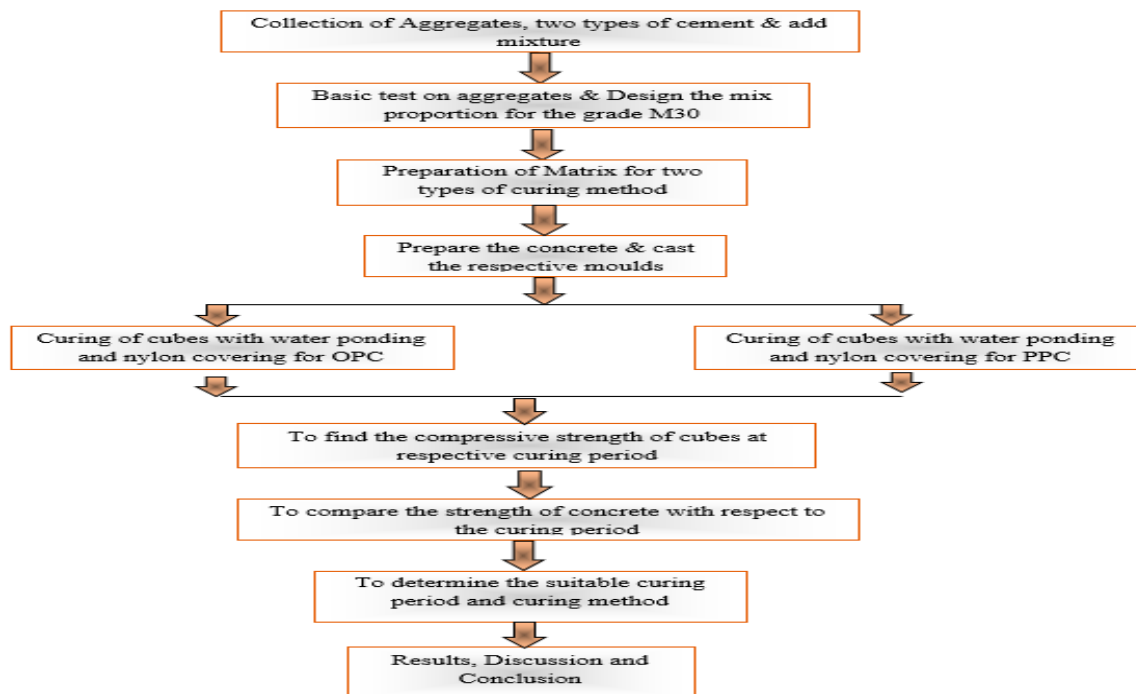 Collection of Aggregates, two types of cement & add
mixture
Basic test on aggregates & Design the mix
proportion for the grade M30
Preparation of Matrix for two
types of curing method
Prepare the concrete & cast
the respective moulds
Curing of cubes with water ponding
and nylon covering for OPC
Curing of cubes with water ponding
and nylon covering for PPC
To find the compressive strength of cubes at
respective curing period
To compare the strength of concrete with respect to
the curing period
To determine the suitable curing
period and curing method
Results, Discussion and
Conclusion